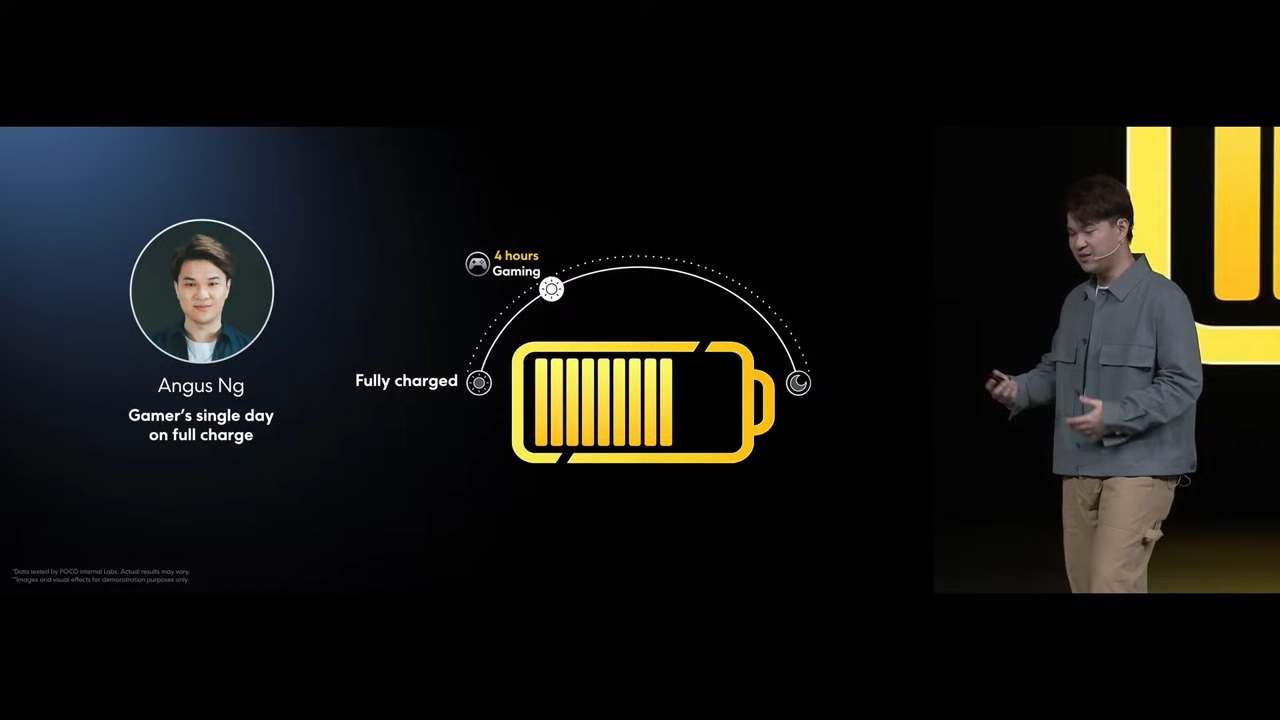 4 hours
Gaming
Fully charged
Angus Ng
Gamer's single day
on full charge
*Data tested by POCO internal Labs. Actual results may vary.
**Images and visual effects for demonstration purposes only.